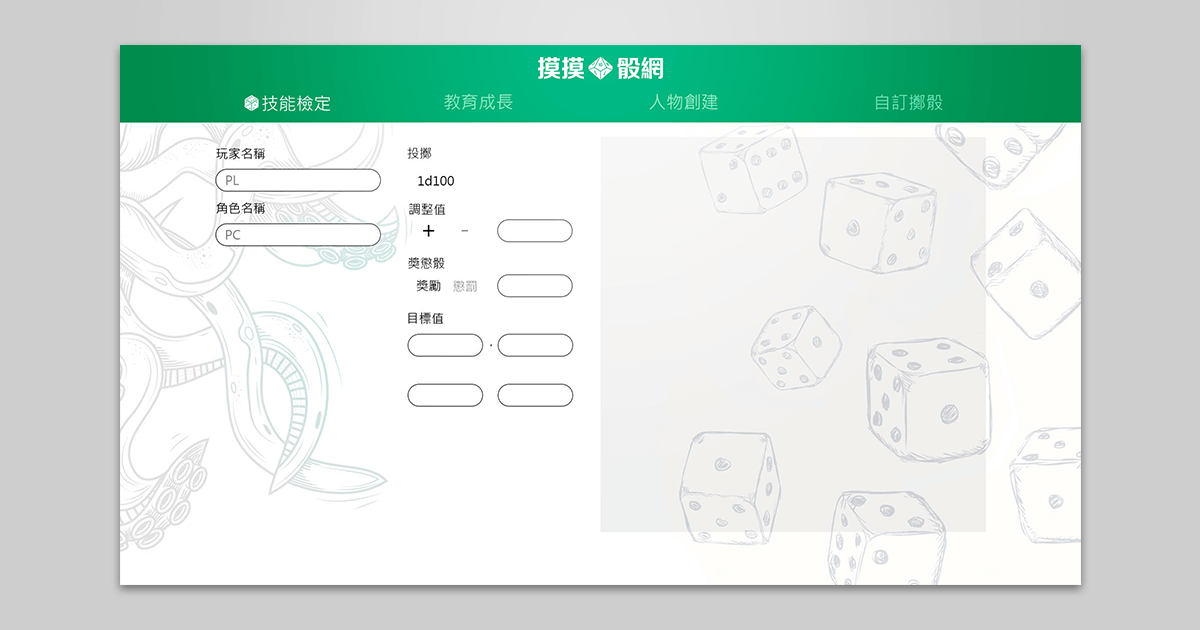 摸摸骰網
技能檢定 教育成長 人物創建 自訂擲骰
玩家名稱
PL
角色名稱
PC
投擲
1d100
調整值
+ −
獎懲骰
獎勵 懲罰
目標值
·